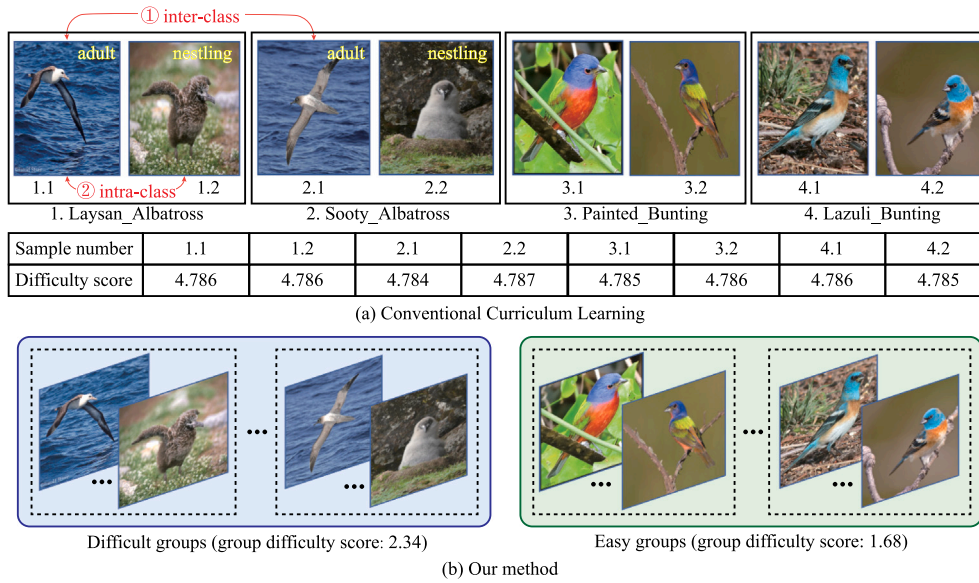 ① inter-class
adult
nestling
adult
nestling
1.1
② intra-class
1.2
2.1
2.2
3.1
3.2
4.1
4.2
1. Laysan_Albatross
2. Sooty_Albatross
3. Painted_Bunting
4. Lazuli_Bunting
Sample number 1.1 1.2 2.1 2.2 3.1 3.2 4.1 4.2
Difficulty score 4.786 4.786 4.784 4.787 4.785 4.786 4.786 4.785
(a) Conventional Curriculum Learning
...
...
...
...
...
...
Difficult groups (group difficulty score: 2.34)
Easy groups (group difficulty score: 1.68)
(b) Our method